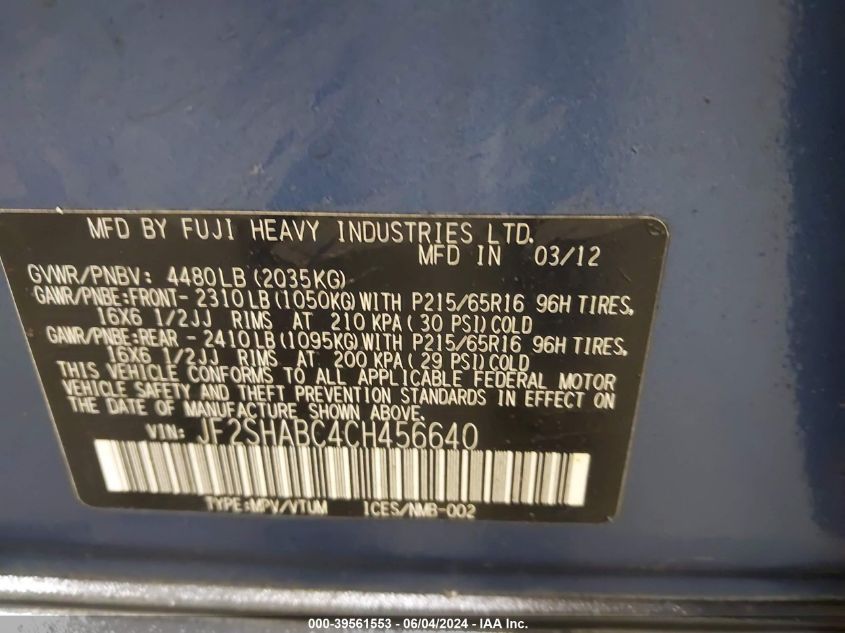 MFD BY FUJI HEAVY INDUSTRIES LTD.
MFD IN 03/12
GVWR/PNBV: 4480LB(2035KG)
GAWR/PNBE:FRONT- 2310LB(1050KG)WITH P215/65R16 96H TIRES,
16X6 1/2JJ RIMS AT 210 KPA(30 PSI)COLD
GAWR/PNBE:REAR - 2410LB(1095KG)WITH P215/65R16 96H TIRES,
16X6 1/2JJ RIMS AT 200 KPA(29 PSI)COLD
THIS VEHICLE CONFORMS TO ALL APPLICABLE FEDERAL MOTOR
VEHICLE SAFETY AND THEFT PREVENTION STANDARDS IN EFFECT ON
THE DATE OF MANUFACTURE SHOWN ABOVE.
VIN: JF2SHABC4CH456640
TYPE:MPV/VTUM ICES/NMB-002
000-39561553 - 06/04/2024 - IAA Inc.